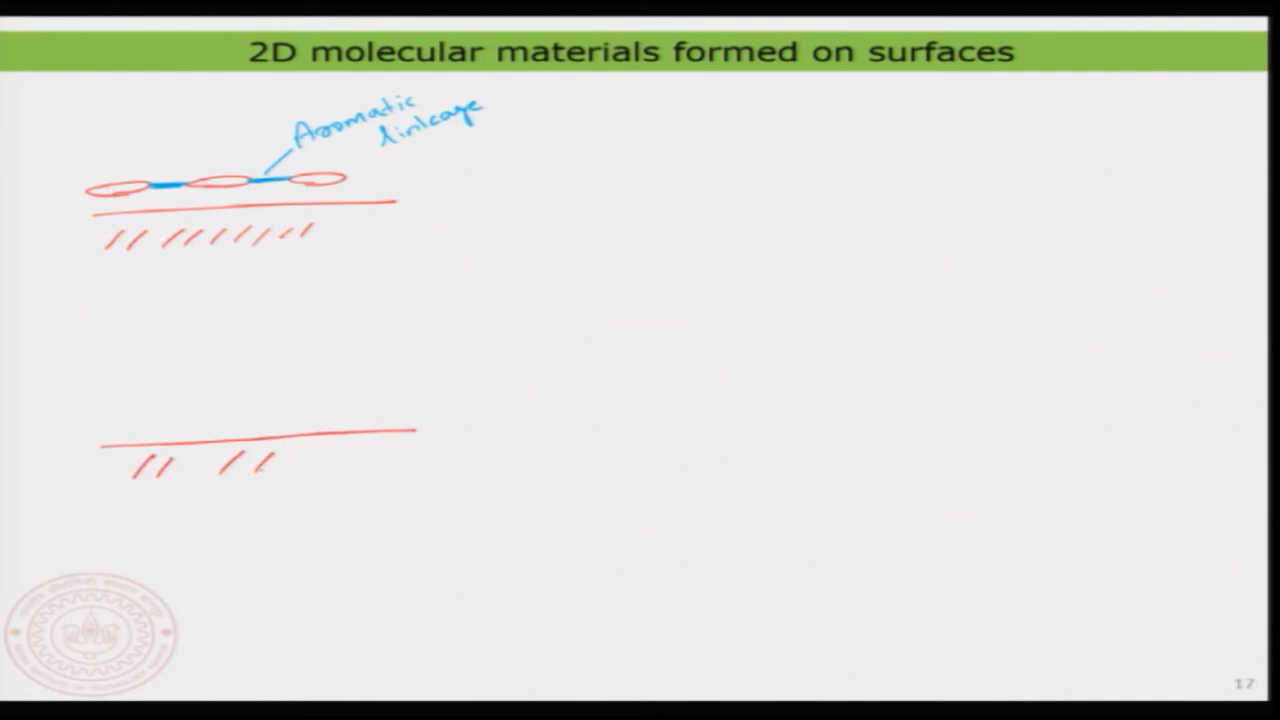 2D molecular materials formed on surfaces
Aromatic
linkage
17